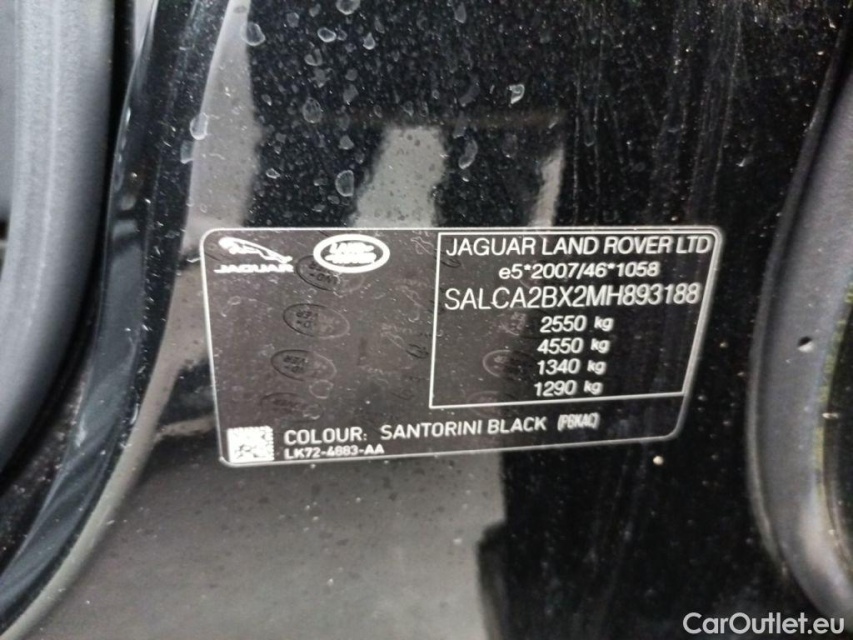 JAGUAR
LAND
ROVER
JAGUAR LAND ROVER LTD
e5*2007/46*1058
SALCA2BX2MH893188
2550 kg
4550 kg
1340 kg
1290 kg
COLOUR: SANTORINI BLACK (P6KAQ)
LK72-4883-AA
CarOutlet.eu